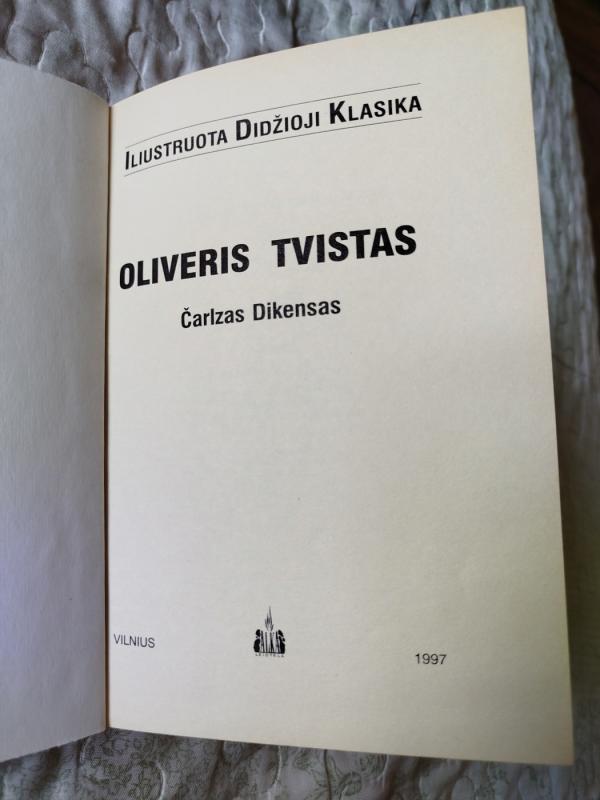 ILIUSTRUOTA DIDŽIOJI KLASIKA
OLIVERIS TVISTAS
Čarlzas Dikensas
VILNIUS
1997